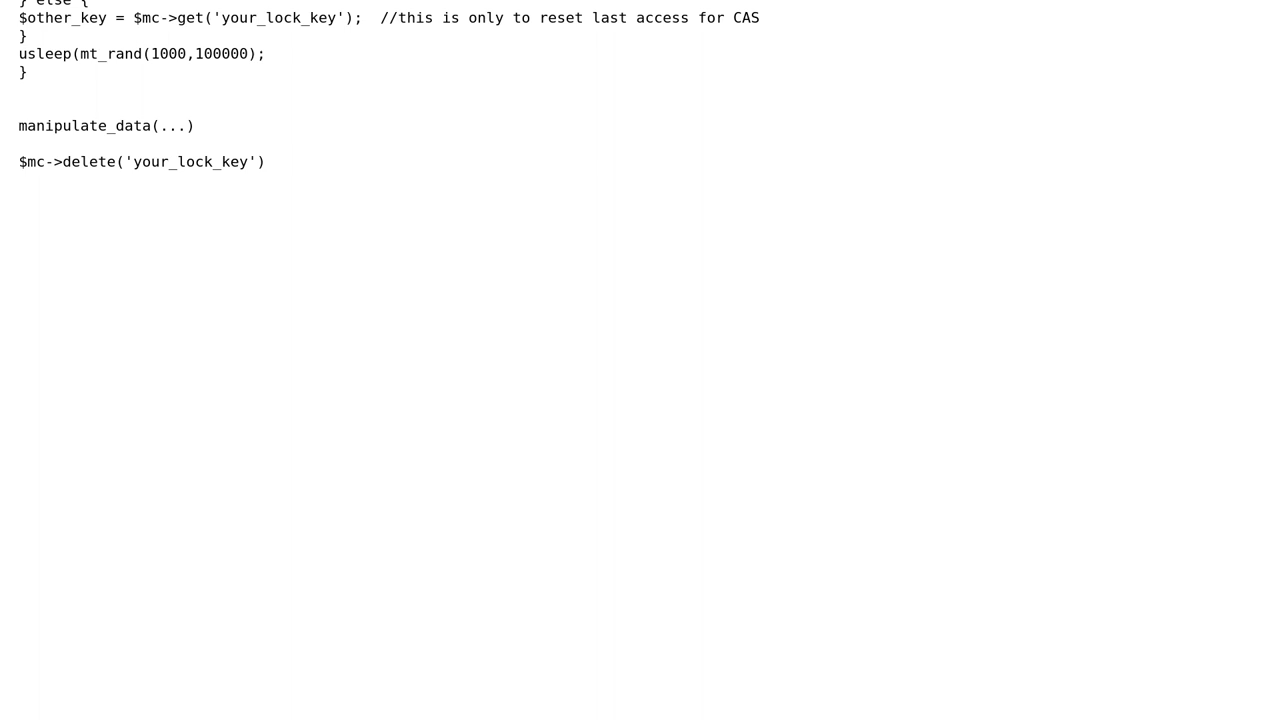 } else {
$other_key = $mc->get('your_lock_key');  //this is only to reset last access for CAS
}
usleep(mt_rand(1000,100000);
}
manipulate_data(...)
$mc->delete('your_lock_key')